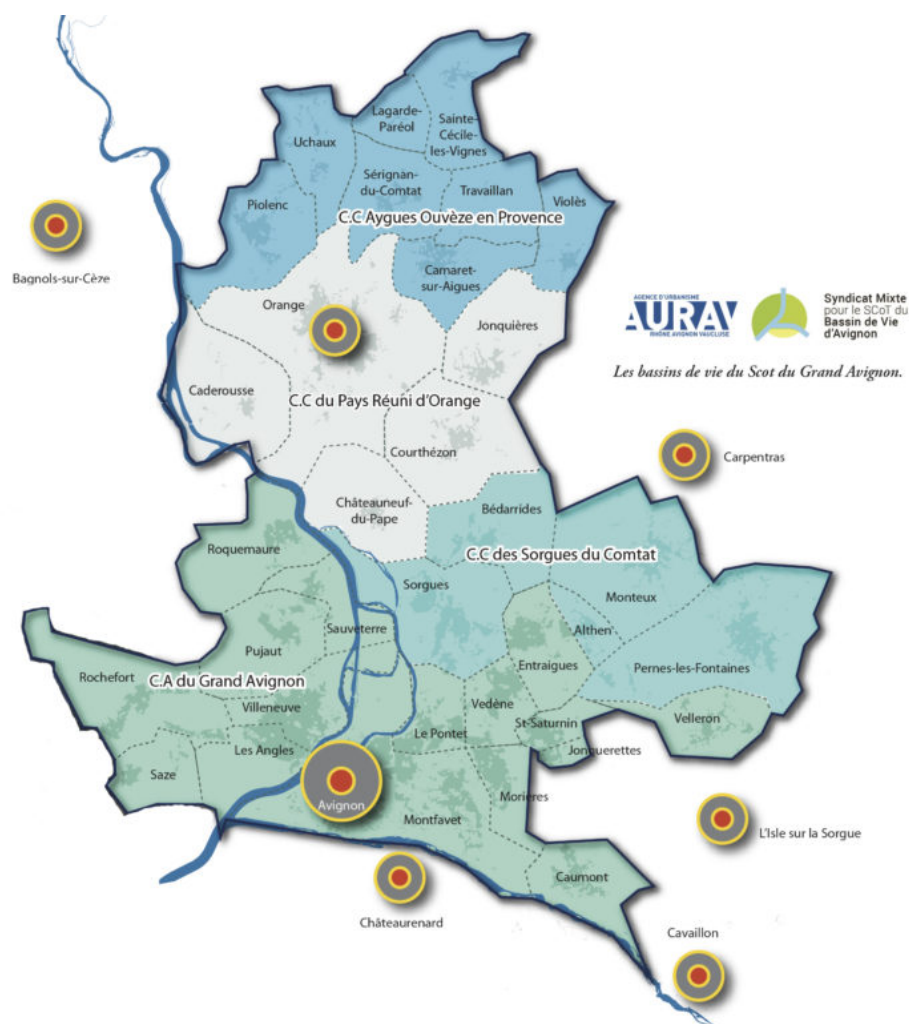 Lagarde-
Paréol
Sainte-
Cécile-
les-Vignes
Uchaux
Sérignan-
du-Comtat
Travaillan
Violès
Piolenc
C.C Aygues Ouvèze en Provence
Bagnols-sur-Cèze
Camaret-
sur-Aigues
Orange
Jonquières
AGENCE D'URBANISME
AURAV
RHÔNE AVIGNON VAUCLUSE
Syndicat Mixte
pour le SCoT du
Bassin de Vie
d'Avignon
Les bassins de vie du Scot du Grand Avignon.
Caderousse
C.C du Pays Réuni d'Orange
Courthézon
Carpentras
Châteauneuf-
du-Pape
Bédarrides
Roquemaure
C.C des Sorgues du Comtat
Sorgues
Monteux
Sauveterre
Althen
Pujaut
Entraigues
Pernes-les-Fontaines
Rochefort
C.A du Grand Avignon
Villeneuve
Vedène
Velleron
Le Pontet
St-Saturnin
Les Angles
Jonquerettes
Saze
Morières
Avignon
Montfavet
L'Isle sur la Sorgue
Caumont
Châteaurenard
Cavaillon